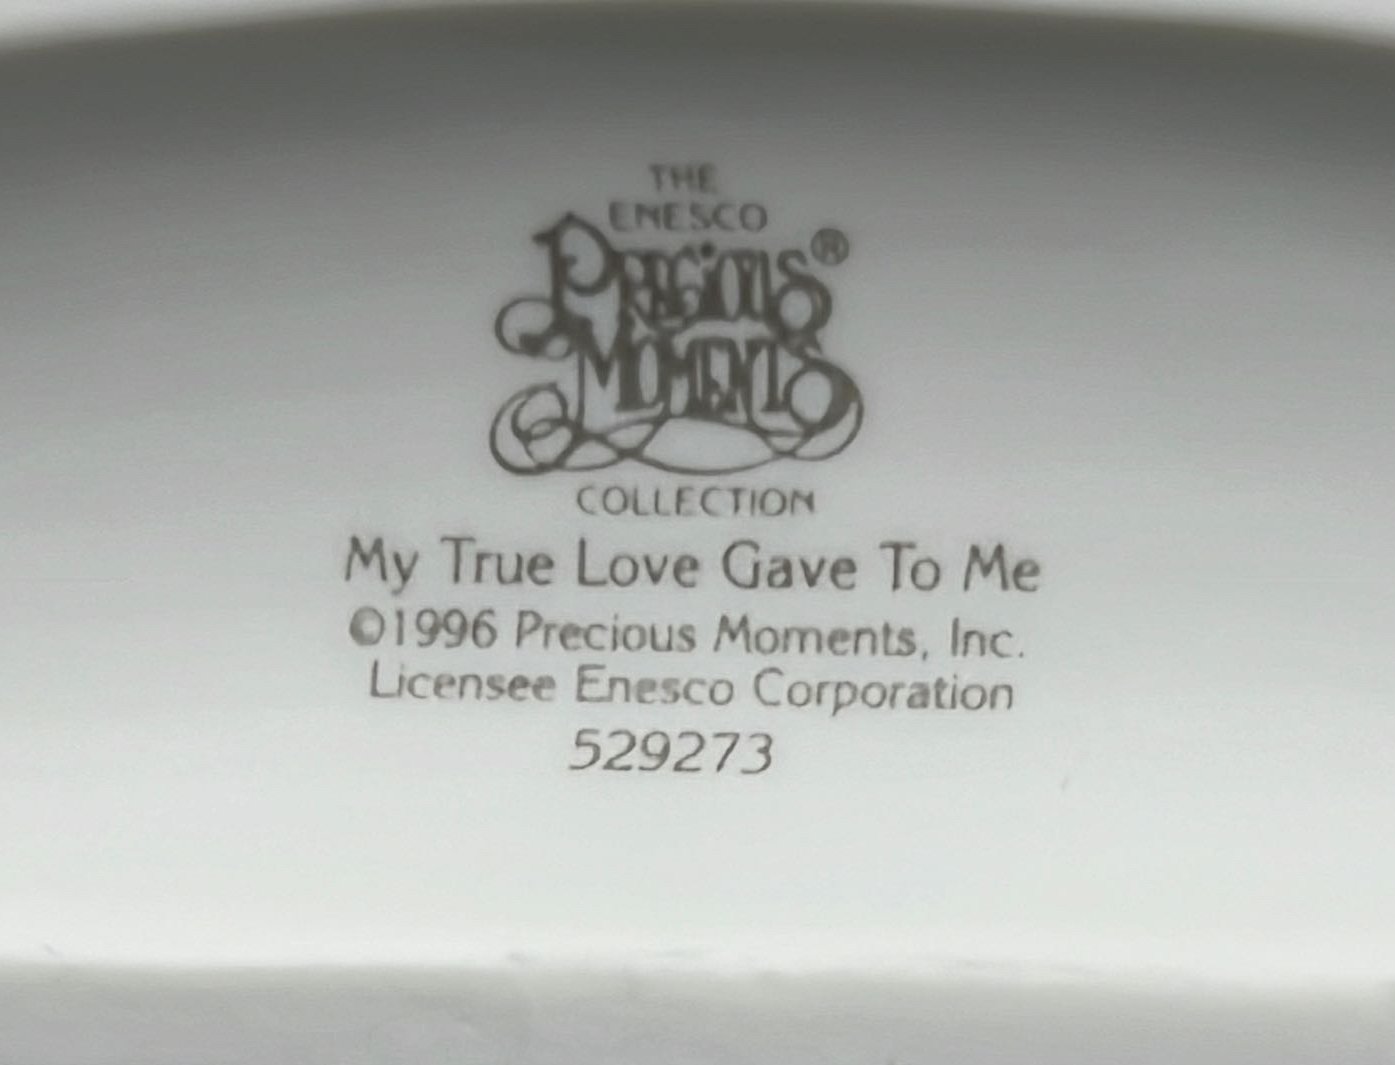 THE
ENESCO
PRECIOUS®
MOMENTS
COLLECTION
My True Love Gave To Me
©1996 Precious Moments, Inc.
Licensee Enesco Corporation
529273